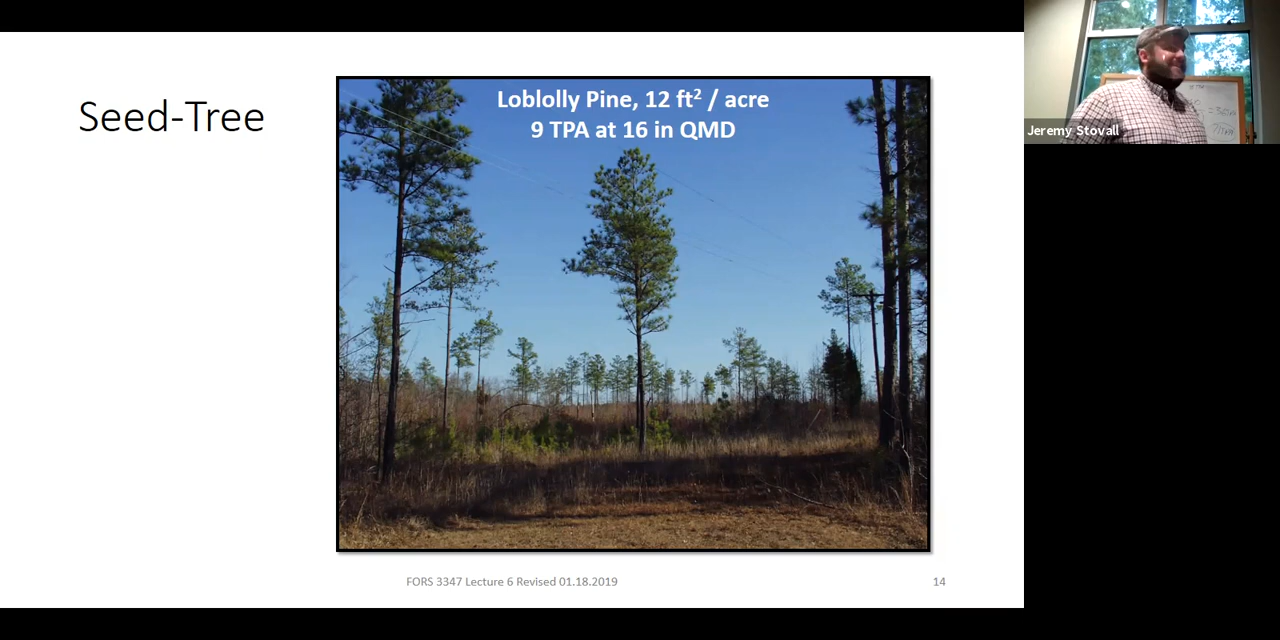 Seed-Tree
Loblolly Pine, 12 ft² / acre
9 TPA at 16 in QMD
Jeremy Stovall
FORS 3347 Lecture 6 Revised 01.18.2019
14